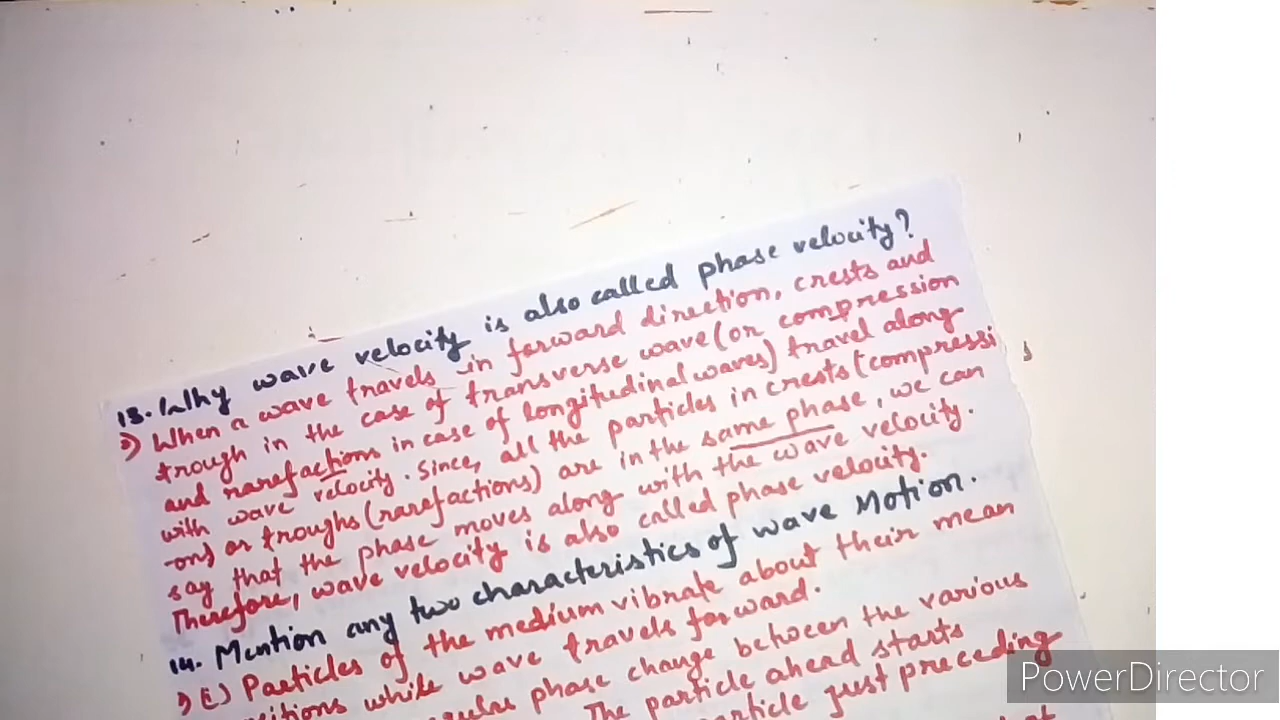 13. Why wave velocity is also called phase velocity?
⇒ When a wave travels in forward direction, crests and
trough in the case of transverse wave (or compression
and rarefactions in case of longitudinal waves) travel along
with wave velocity. Since, all the particles in crests (compressi
-ons) or troughs (rarefactions) are in the same phase, we can
say that the phase moves along with the wave velocity.
Therefore, wave velocity is also called phase velocity.
14. Mention any two characteristics of wave Motion.
⇒ (i) Particles of the medium vibrate about their mean
while wave travels forward.
phase change between the various
The particle ahead starts
just preceding
PowerDirector